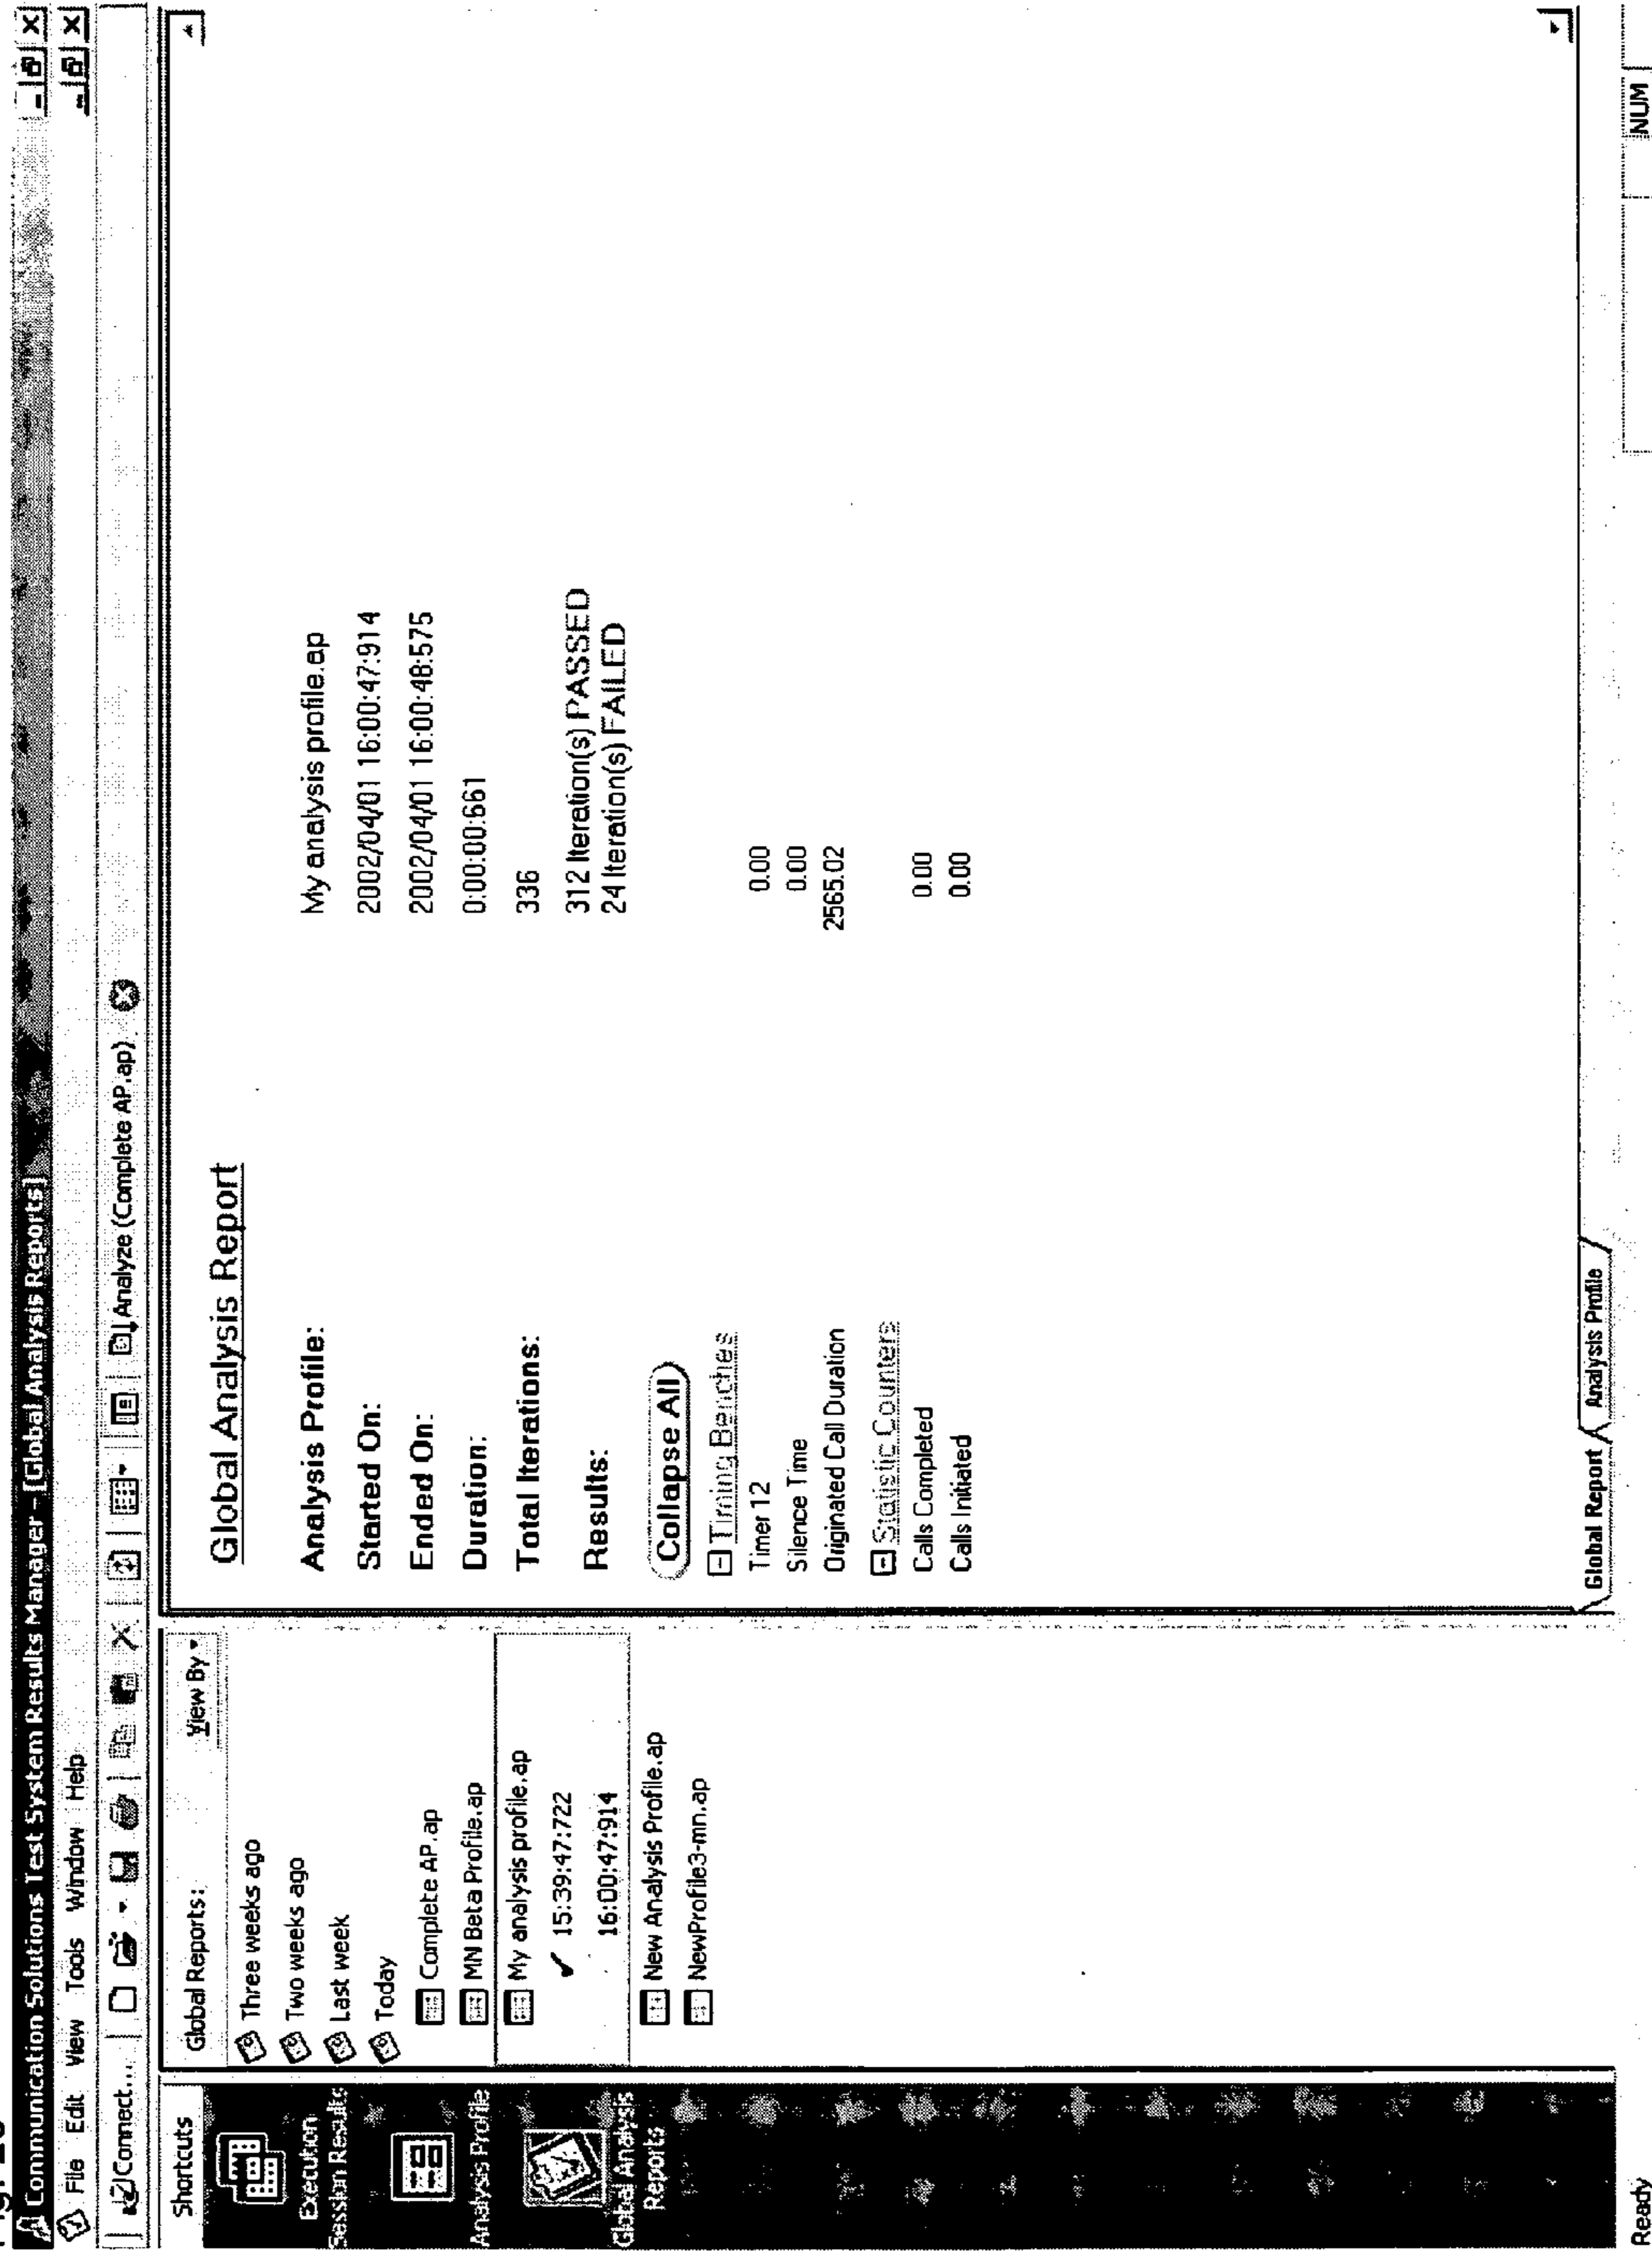 Communication Solutions Test System Results Manager - [Global Analysis Reports]
File Edit View Tools Window Help
Connect... Analyze (Complete AP.ap)
Shortcuts
Execution
Session Results
Analysis Profile
Global Analysis
Reports
Global Reports: View By
Three weeks ago
Two weeks ago
Last week
Today
Complete AP.ap
MN Beta Profile.ap
My analysis profile.ap
15:39:47:722
16:00:47:914
New Analysis Profile.ap
NewProfile3-mn.ap
Global Analysis Report
Analysis Profile: My analysis profile.ap
Started On: 2002/04/01 16:00:47:914
Ended On: 2002/04/01 16:00:48:575
Duration: 0:00:00:661
Total Iterations: 336
Results: 312 Iteration(s) PASSED
24 Iteration(s) FAILED
Collapse All
Timing Benches
Timer 12 0.00
Silence Time 0.00
Originated Call Duration 2565.02
Statistic Counters
Calls Completed 0.00
Calls Initiated 0.00
Global Report Analysis Profile
Ready NUM